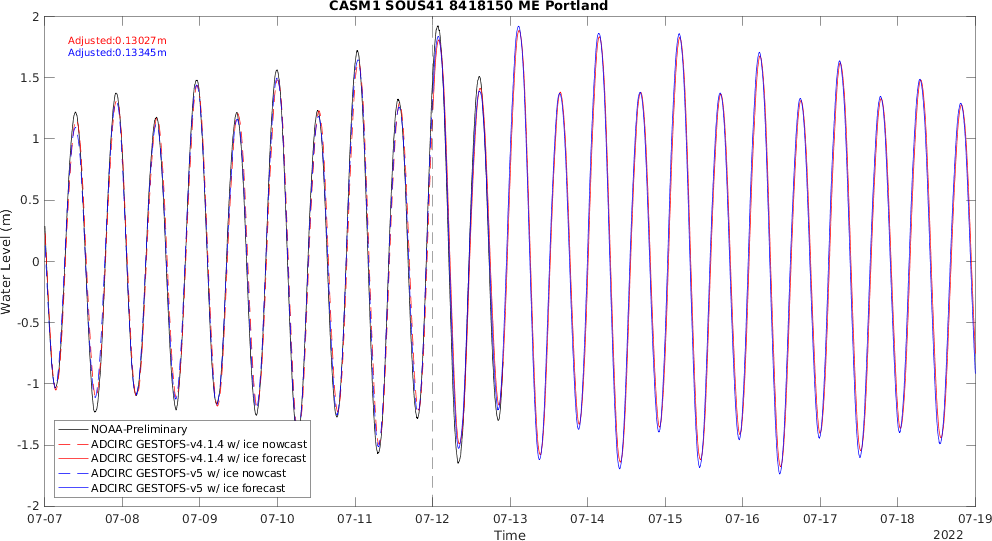 CASM1 SOUS41 8418150 ME Portland
Adjusted:0.13027m
Adjusted:0.13345m
2
1.5
1
0.5
0
-0.5
-1
-1.5
-2
Water Level (m)
NOAA-Preliminary
ADCIRC GESTOFS-v4.1.4 w/ ice nowcast
ADCIRC GESTOFS-v4.1.4 w/ ice forecast
ADCIRC GESTOFS-v5 w/ ice nowcast
ADCIRC GESTOFS-v5 w/ ice forecast
07-07 07-08 07-09 07-10 07-11 07-12 07-13 07-14 07-15 07-16 07-17 07-18 07-19
Time
2022